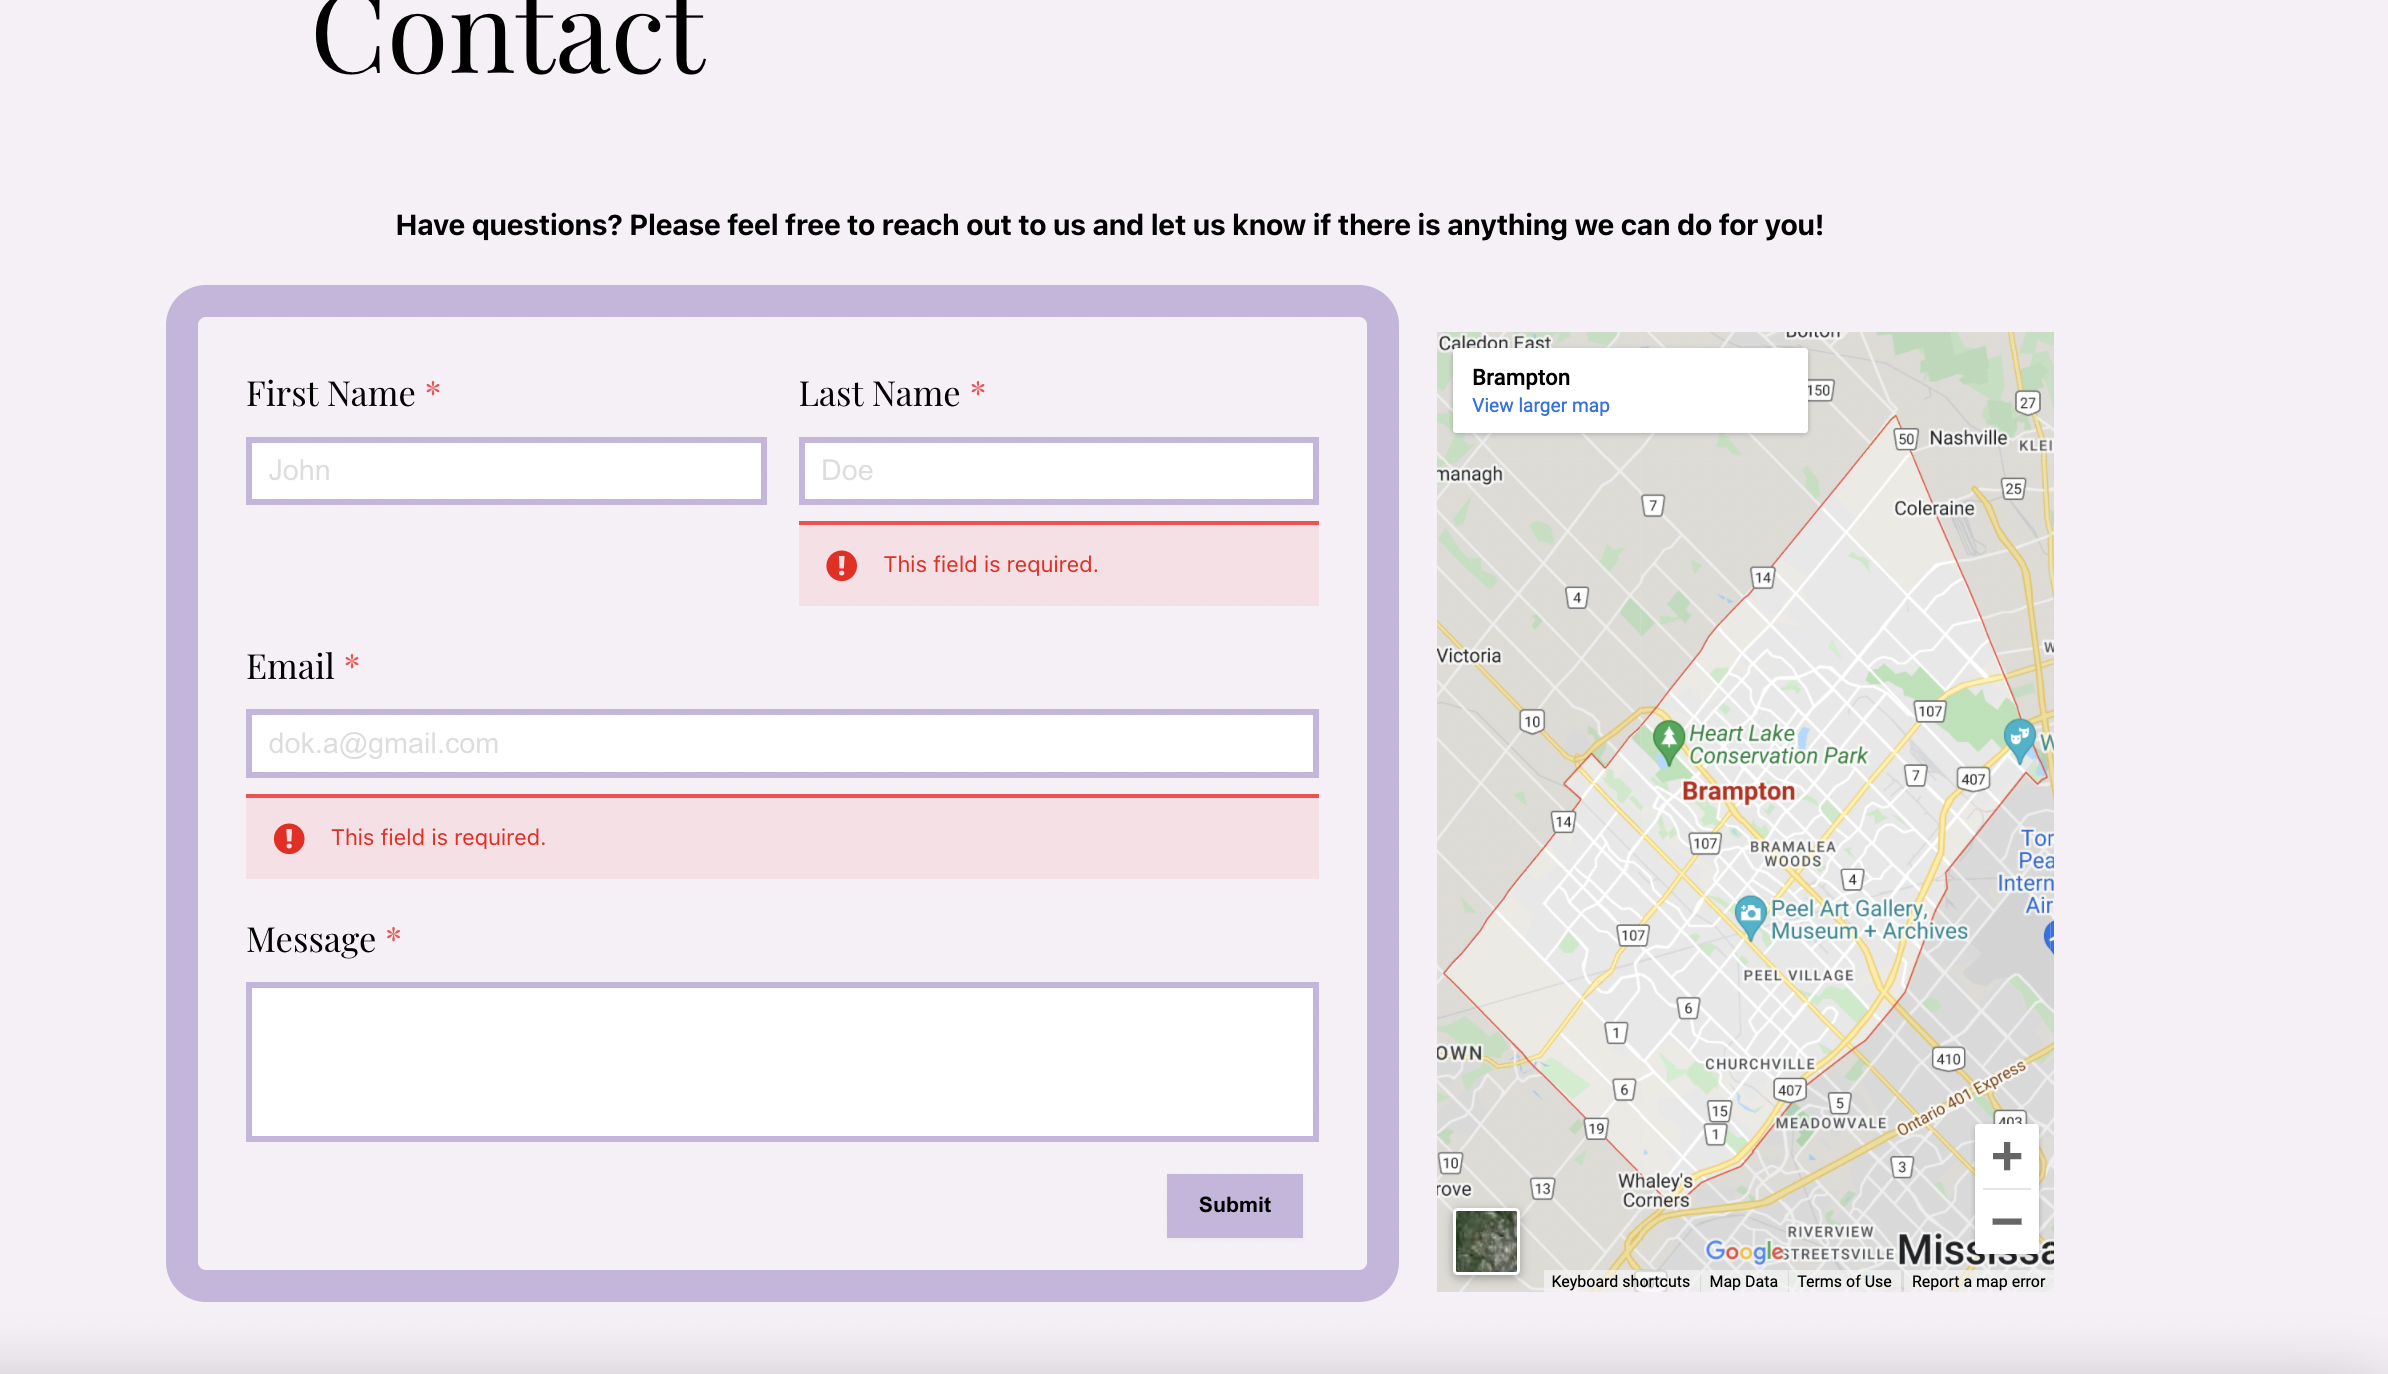 Contact
Have questions? Please feel free to reach out to us and let us know if there is anything we can do for you!
First Name *
Last Name *
John
Doe
This field is required.
Email *
dok.a@gmail.com
This field is required.
Message *
Submit
Caledon East
Bolton
Brampton
View larger map
150
27
50
Nashville
KLEI
managh
25
7
Coleraine
14
4
Victoria
W
10
107
Heart Lake
Conservation Park
W
7
407
Brampton
14
107
BRAMALEA
WOODS
Tor
Pea
Intern
Air
4
Peel Art Gallery,
Museum + Archives
107
PEEL VILLAGE
6
1
OWN
CHURCHVILLE
410
6
407
Ontario 401 Express
15
5
403
19
1
MEADOWVALE
10
3
rove
13
Whaley's
Corners
RIVERVIEW
Google
STREETSVILLE
Mississa
Keyboard shortcuts
Map Data
Terms of Use
Report a map error